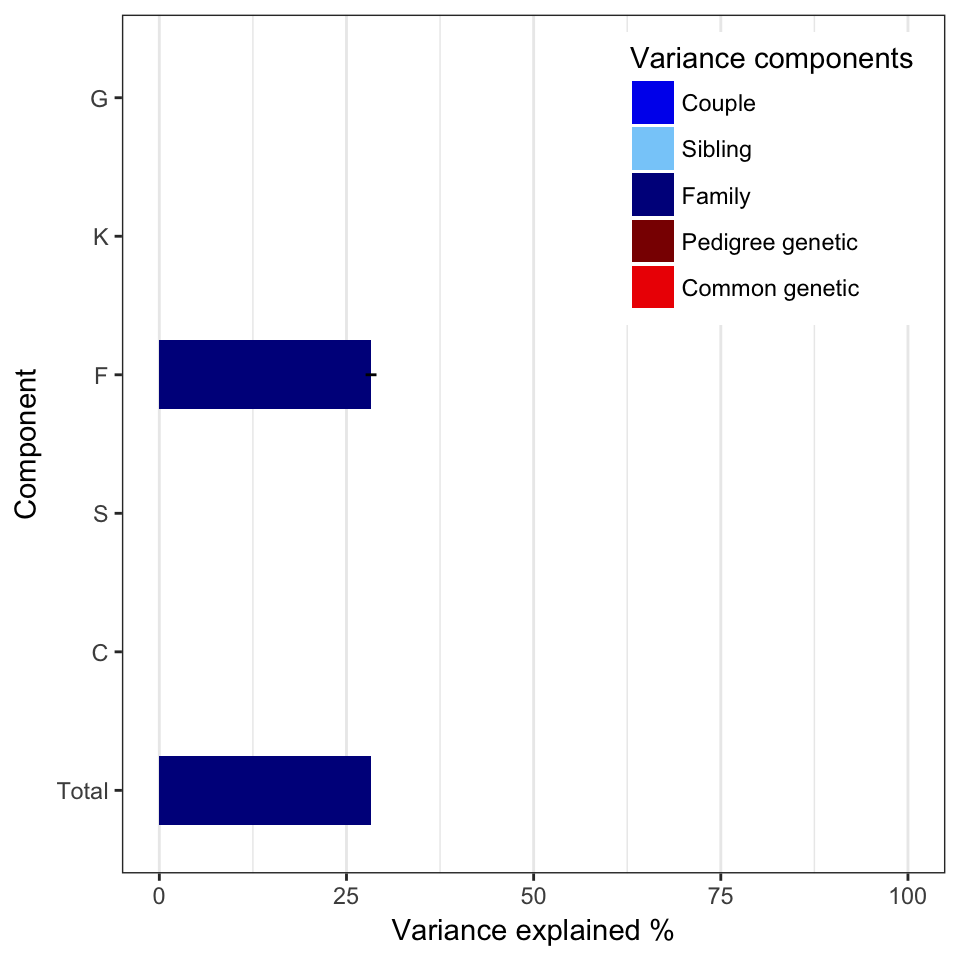 Variance components
Couple
Sibling
Family
Pedigree genetic
Common genetic
G
K
F
S
C
Total
Component
0 25 50 75 100
Variance explained %